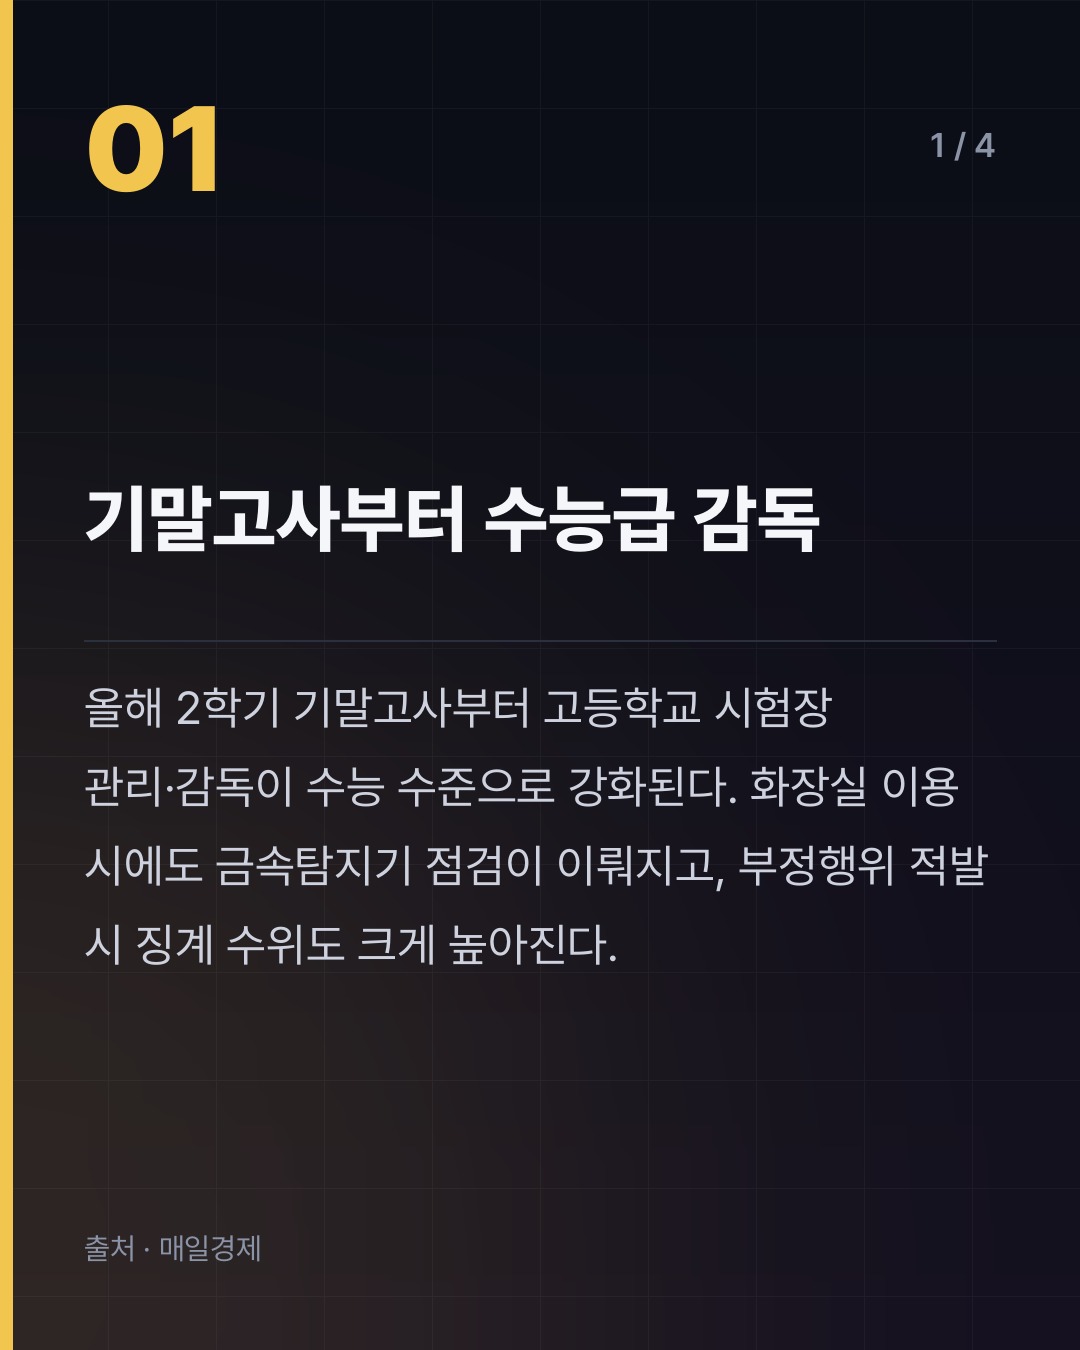 01
1 / 4
기말고사부터 수능급 감독
올해 2학기 기말고사부터 고등학교 시험장
관리·감독이 수능 수준으로 강화된다. 화장실 이용
시에도 금속탐지기 점검이 이뤄지고, 부정행위 적발
시 징계 수위도 크게 높아진다.
출처 · 매일경제